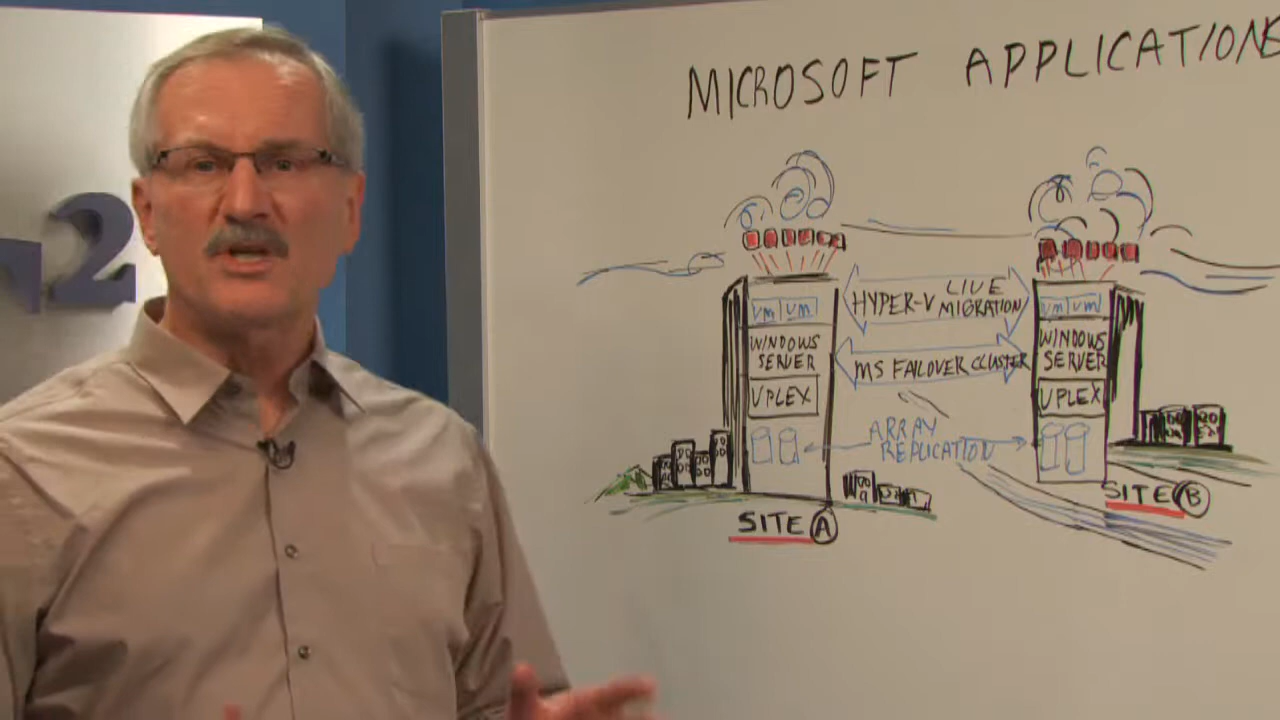 2
MICROSOFT APPLICATIONS
VM VM
HYPER-V LIVE MIGRATION
VM VM
WINDOWS
SERVER
MS FAILOVER CLUSTER
WINDOWS
SERVER
VPLEX
VPLEX
ARRAY
REPLICATION
SITE A
SITE B